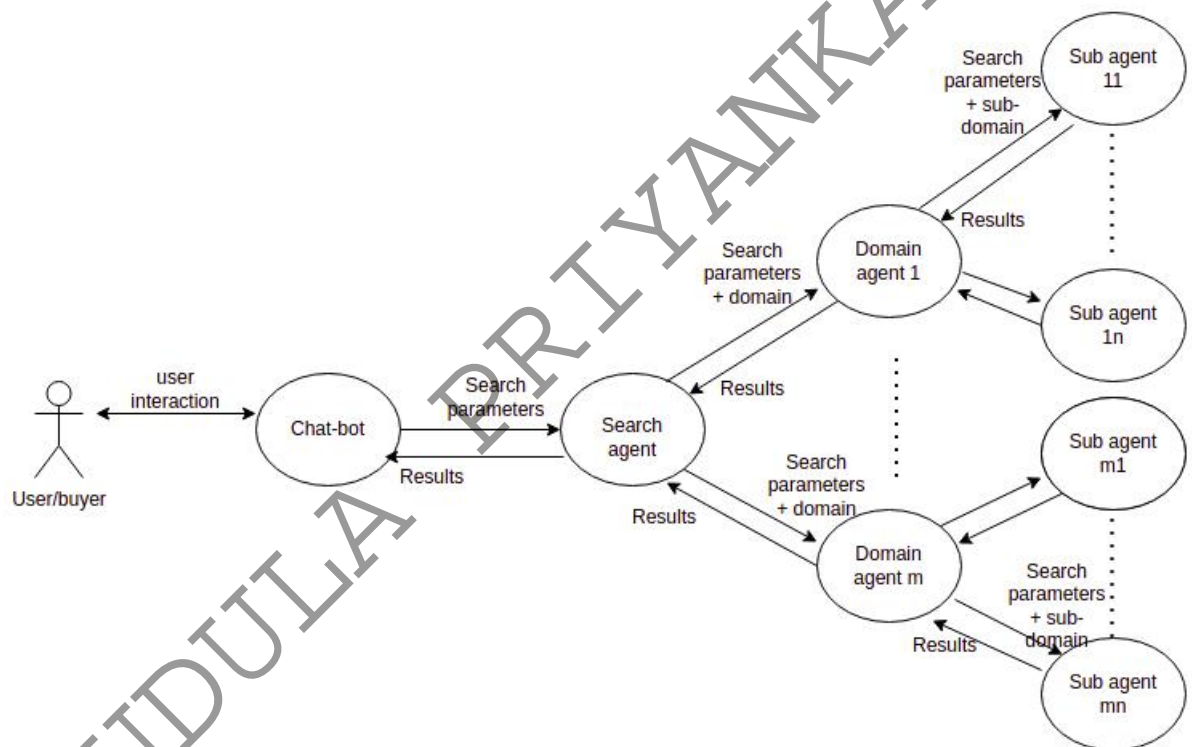 User/buyer
user
interaction
Chat-bot
Search
parameters
Results
Search
agent
Search
parameters
+ domain
Results
Search
parameters
+ domain
Results
Domain
agent 1
Domain
agent m
Search
parameters
+ sub-
domain
Results
Sub agent
11
Sub agent
1n
Sub agent
m1
Search
parameters
+ sub-
domain
Results
Sub agent
mn
PRIYANKA